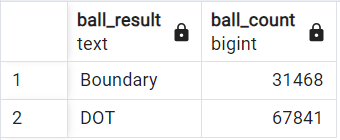 ball_result ball_count
text bigint
1 Boundary 31468
2 DOT 67841